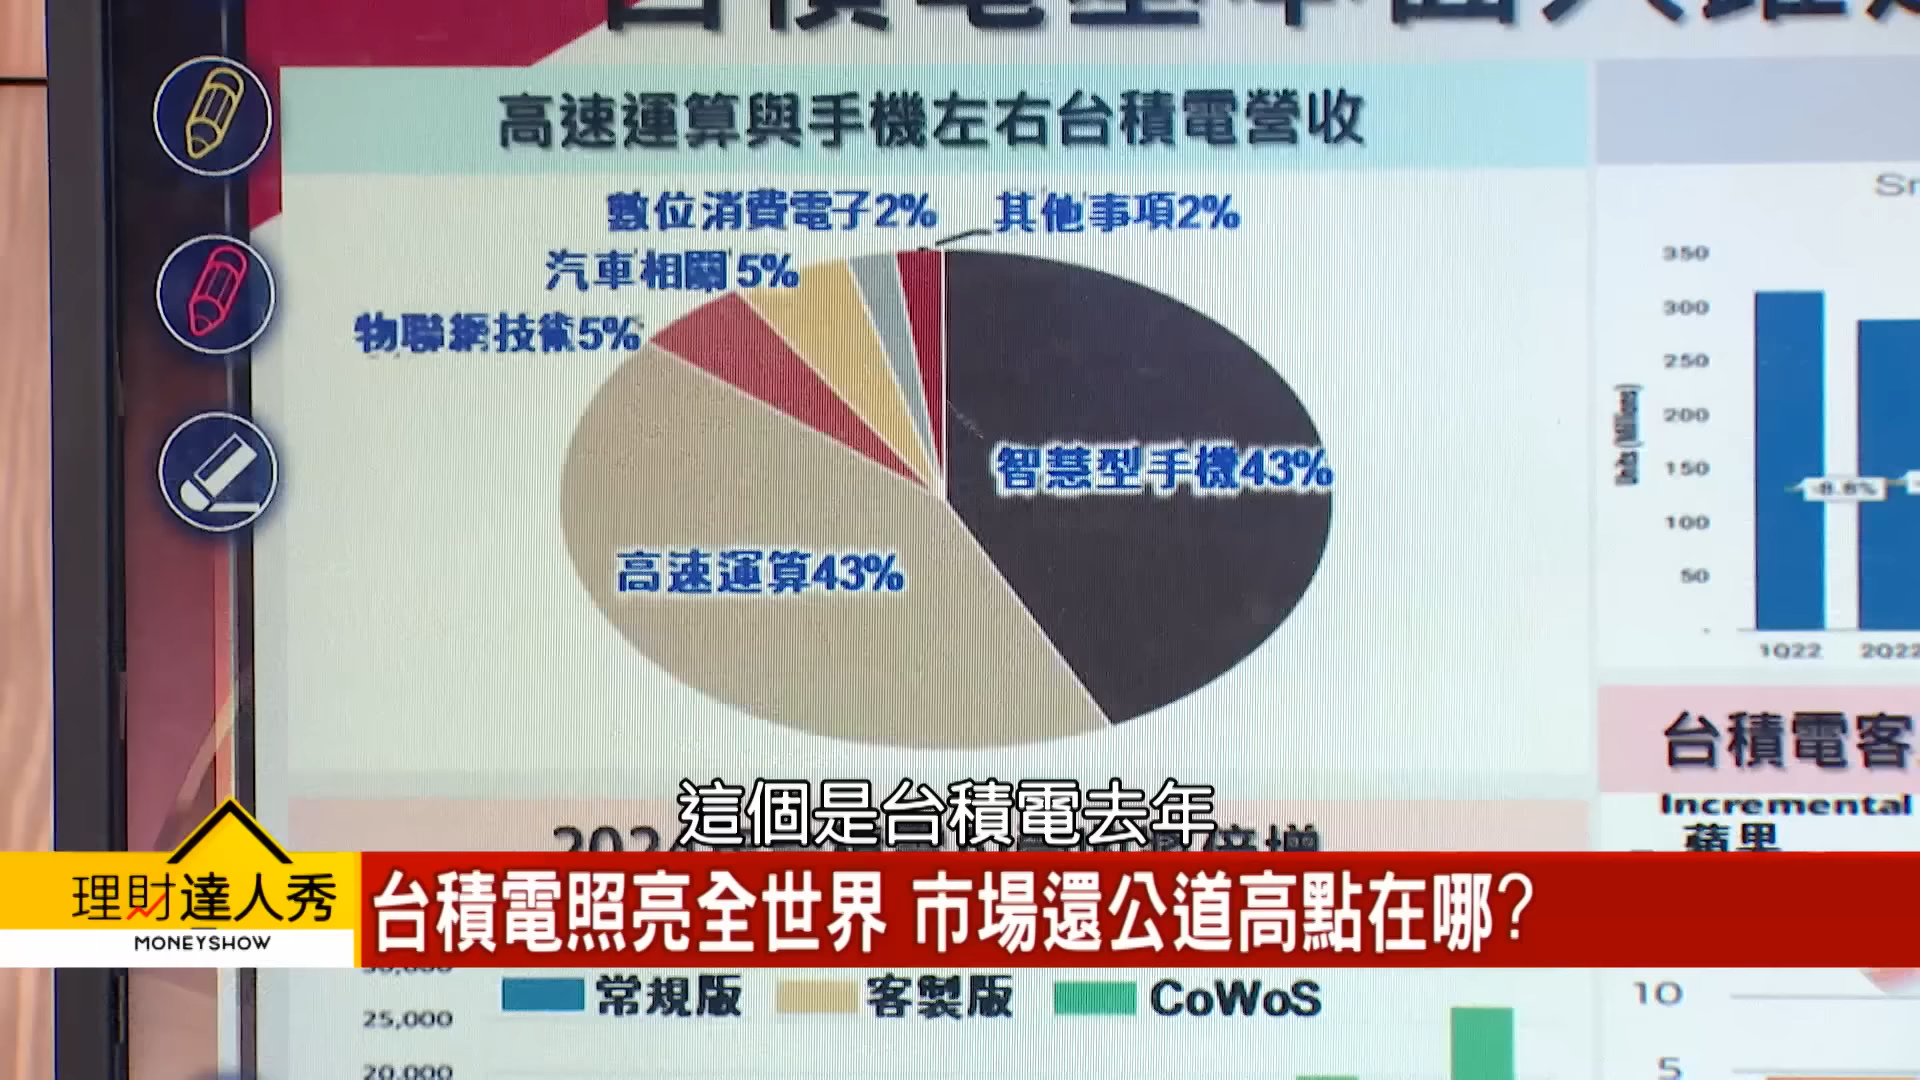 高速運算與手機左右台積電營收
數位消費電子2%
其他事項2%
汽車相關5%
物聯網技術5%
智慧型手機43%
高速運算43%
350
300
250
200
150
100
50
Units (Millions)
-8.6%
1Q22
2Q22
台積電客
Incremental
蘋果
這個是台積電去年
理財達人秀
MONEYSHOW
台積電照亮全世界 市場還公道高點在哪?
常規版
客製版
CoWoS
25,000
20,000
10
5